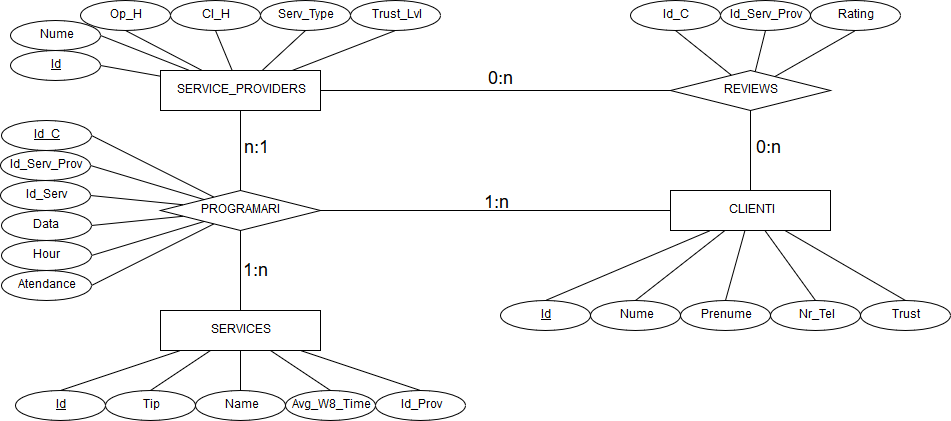 Op_H
Cl_H
Serv_Type
Trust_Lvl
Id_C
Id_Serv_Prov
Rating
Nume
Id
SERVICE_PROVIDERS
0:n
REVIEWS
Id_C
Id_Serv_Prov
Id_Serv
Data
Hour
Atendance
n:1
0:n
PROGRAMARI
1:n
CLIENTI
1:n
Id
Nume
Prenume
Nr_Tel
Trust
SERVICES
Id
Tip
Name
Avg_W8_Time
Id_Prov